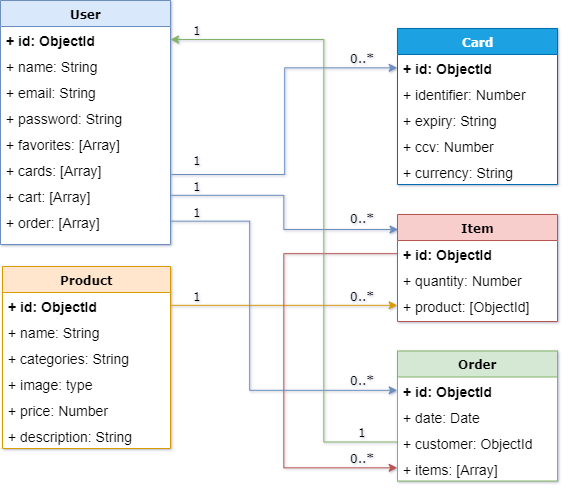 User
+ id: ObjectId
+ name: String
+ email: String
+ password: String
+ favorites: [Array]
+ cards: [Array]
+ cart: [Array]
+ order: [Array]
1
1
1
1
Card
+ id: ObjectId
+ identifier: Number
+ expiry: String
+ ccv: Number
+ currency: String
0..*
Item
+ id: ObjectId
+ quantity: Number
+ product: [ObjectId]
0..*
0..*
Product
+ id: ObjectId
+ name: String
+ categories: String
+ image: type
+ price: Number
+ description: String
1
Order
+ id: ObjectId
+ date: Date
+ customer: ObjectId
+ items: [Array]
0..*
1
0..*